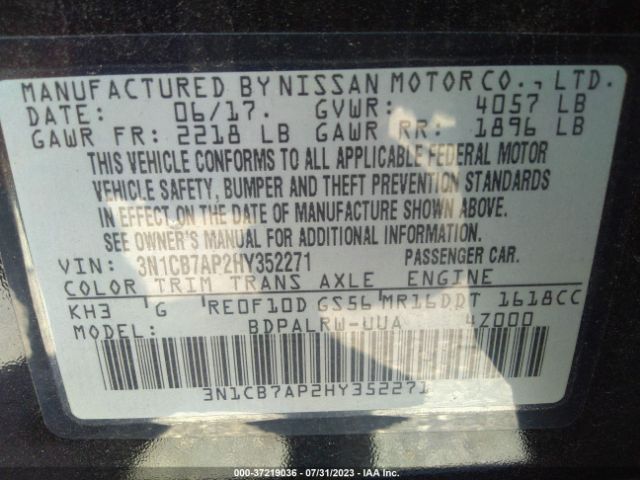 MANUFACTURED BY NISSAN MOTOR CO., LTD.
DATE: 06/17. GVWR: 4057 LB
GAWR FR: 2218 LB GAWR RR: 1896 LB
THIS VEHICLE CONFORMS TO ALL APPLICABLE FEDERAL MOTOR
VEHICLE SAFETY, BUMPER AND THEFT PREVENTION STANDARDS
IN EFFECT ON THE DATE OF MANUFACTURE SHOWN ABOVE.
SEE OWNER'S MANUAL FOR ADDITIONAL INFORMATION.
VIN: 3N1CB7AP2HY352271 PASSENGER CAR.
COLOR TRIM TRANS AXLE ENGINE
KH3 G RE0F10D GS56 MR16DDT 1618CC
MODEL: BDPALRW-UUA 4Z000
3N1CB7AP2HY352271
000-37219036 - 07/31/2023 - IAA Inc.